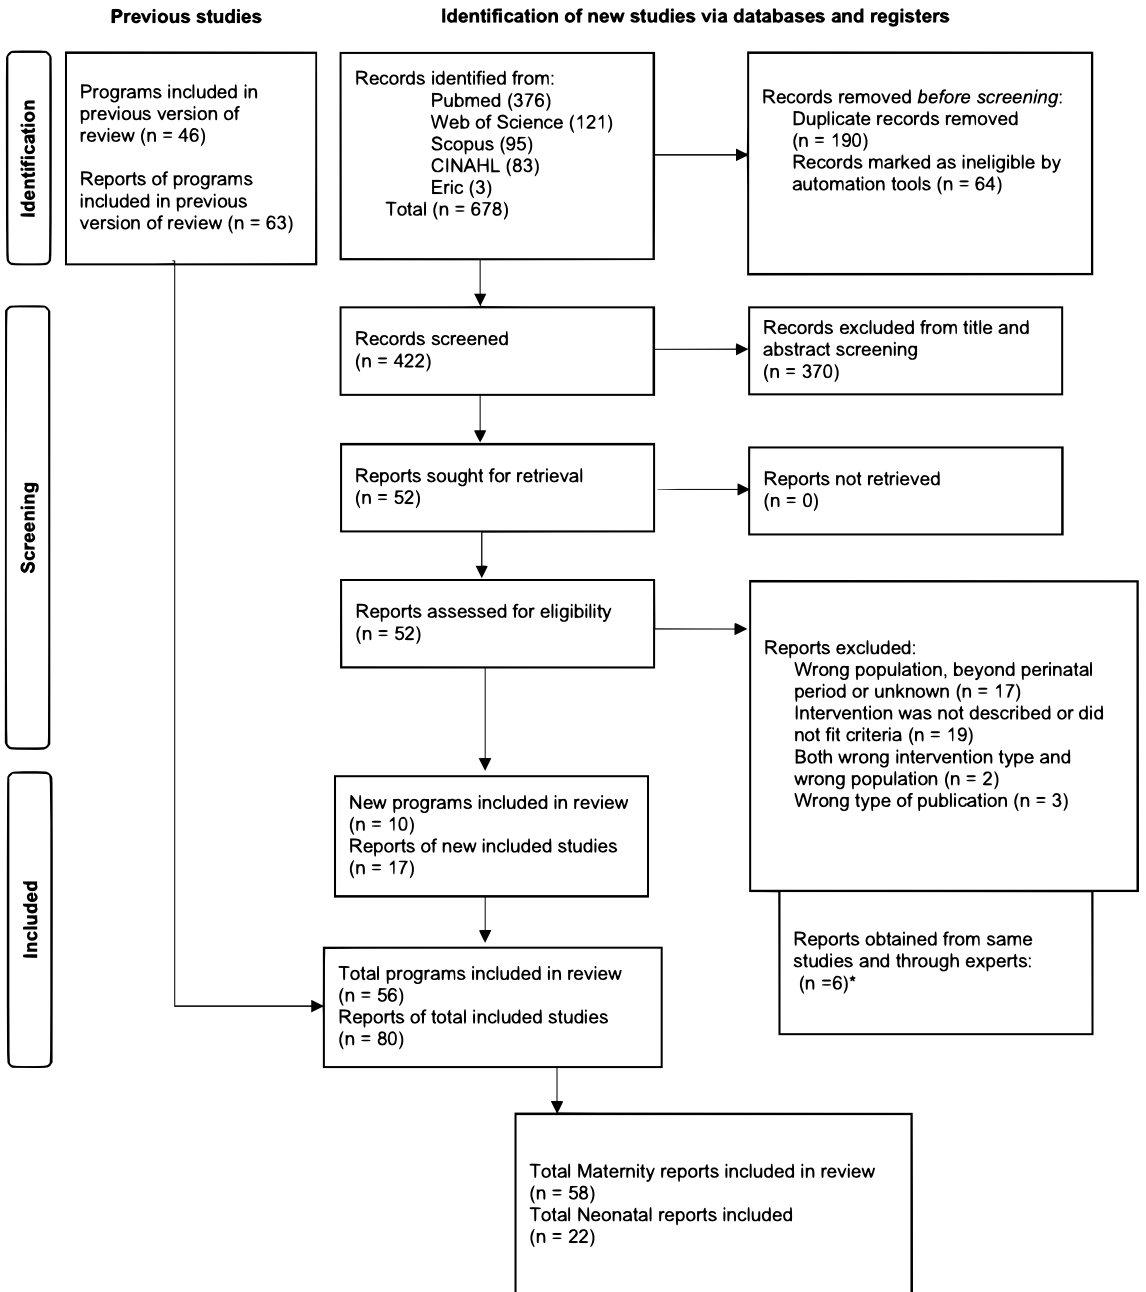 Previous studies
Identification of new studies via databases and registers
Identification
Programs included in
previous version of
review (n = 46)
Reports of programs
included in previous
version of review (n = 63)
Records identified from:
Pubmed (376)
Web of Science (121)
Scopus (95)
CINAHL (83)
Eric (3)
Total (n = 678)
Records removed before screening:
Duplicate records removed
(n = 190)
Records marked as ineligible by
automation tools (n = 64)
Screening
Records screened
(n = 422)
Records excluded from title and
abstract screening
(n = 370)
Reports sought for retrieval
(n = 52)
Reports not retrieved
(n = 0)
Reports assessed for eligibility
(n = 52)
Reports excluded:
Wrong population, beyond perinatal
period or unknown (n = 17)
Intervention was not described or did
not fit criteria (n = 19)
Both wrong intervention type and
wrong population (n = 2)
Wrong type of publication (n = 3)
Included
New programs included in review
(n = 10)
Reports of new included studies
(n = 17)
Reports obtained from same
studies and through experts:
(n =6)*
Total programs included in review
(n = 56)
Reports of total included studies
(n = 80)
Total Maternity reports included in review
(n = 58)
Total Neonatal reports included
(n = 22)